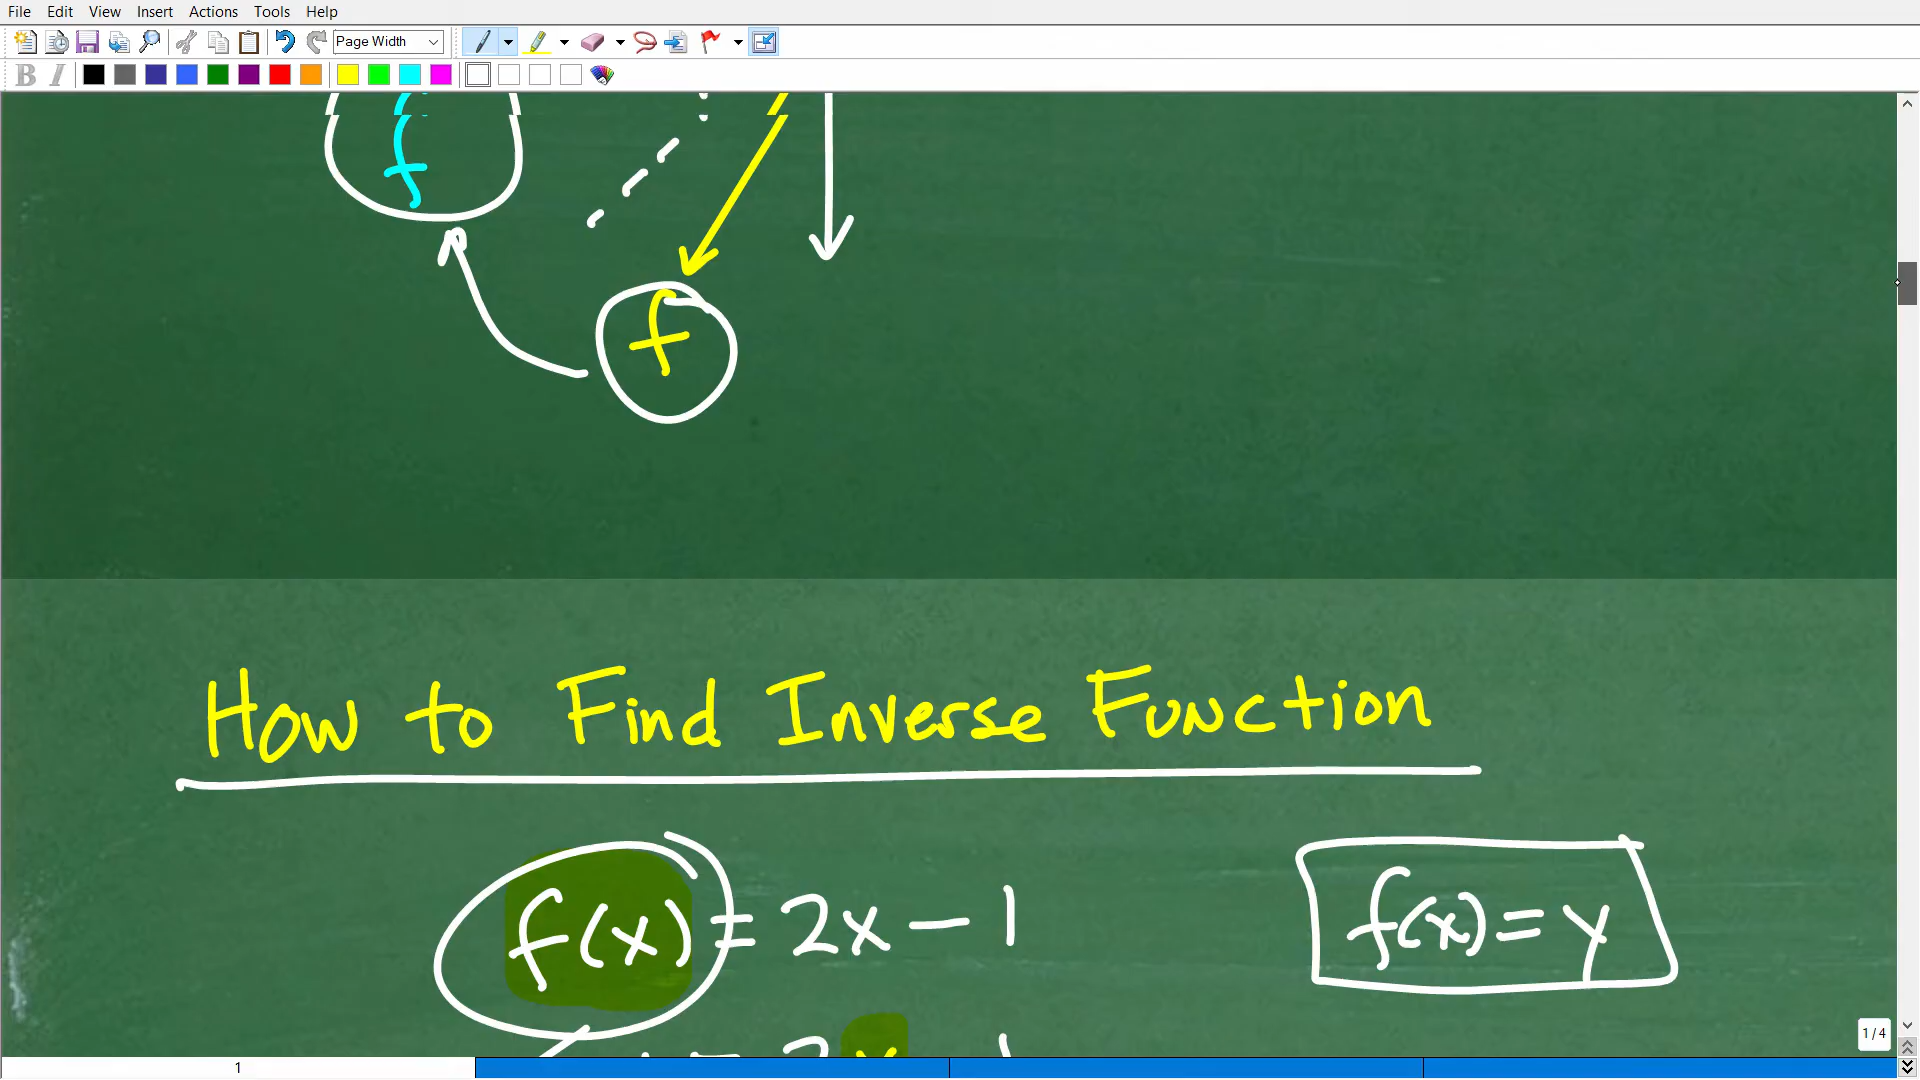 File Edit View Insert Actions Tools Help
Page Width
B I
f
f
How to Find Inverse Function
f(x) = 2x - 1
f(x) = y
1 / 4
1